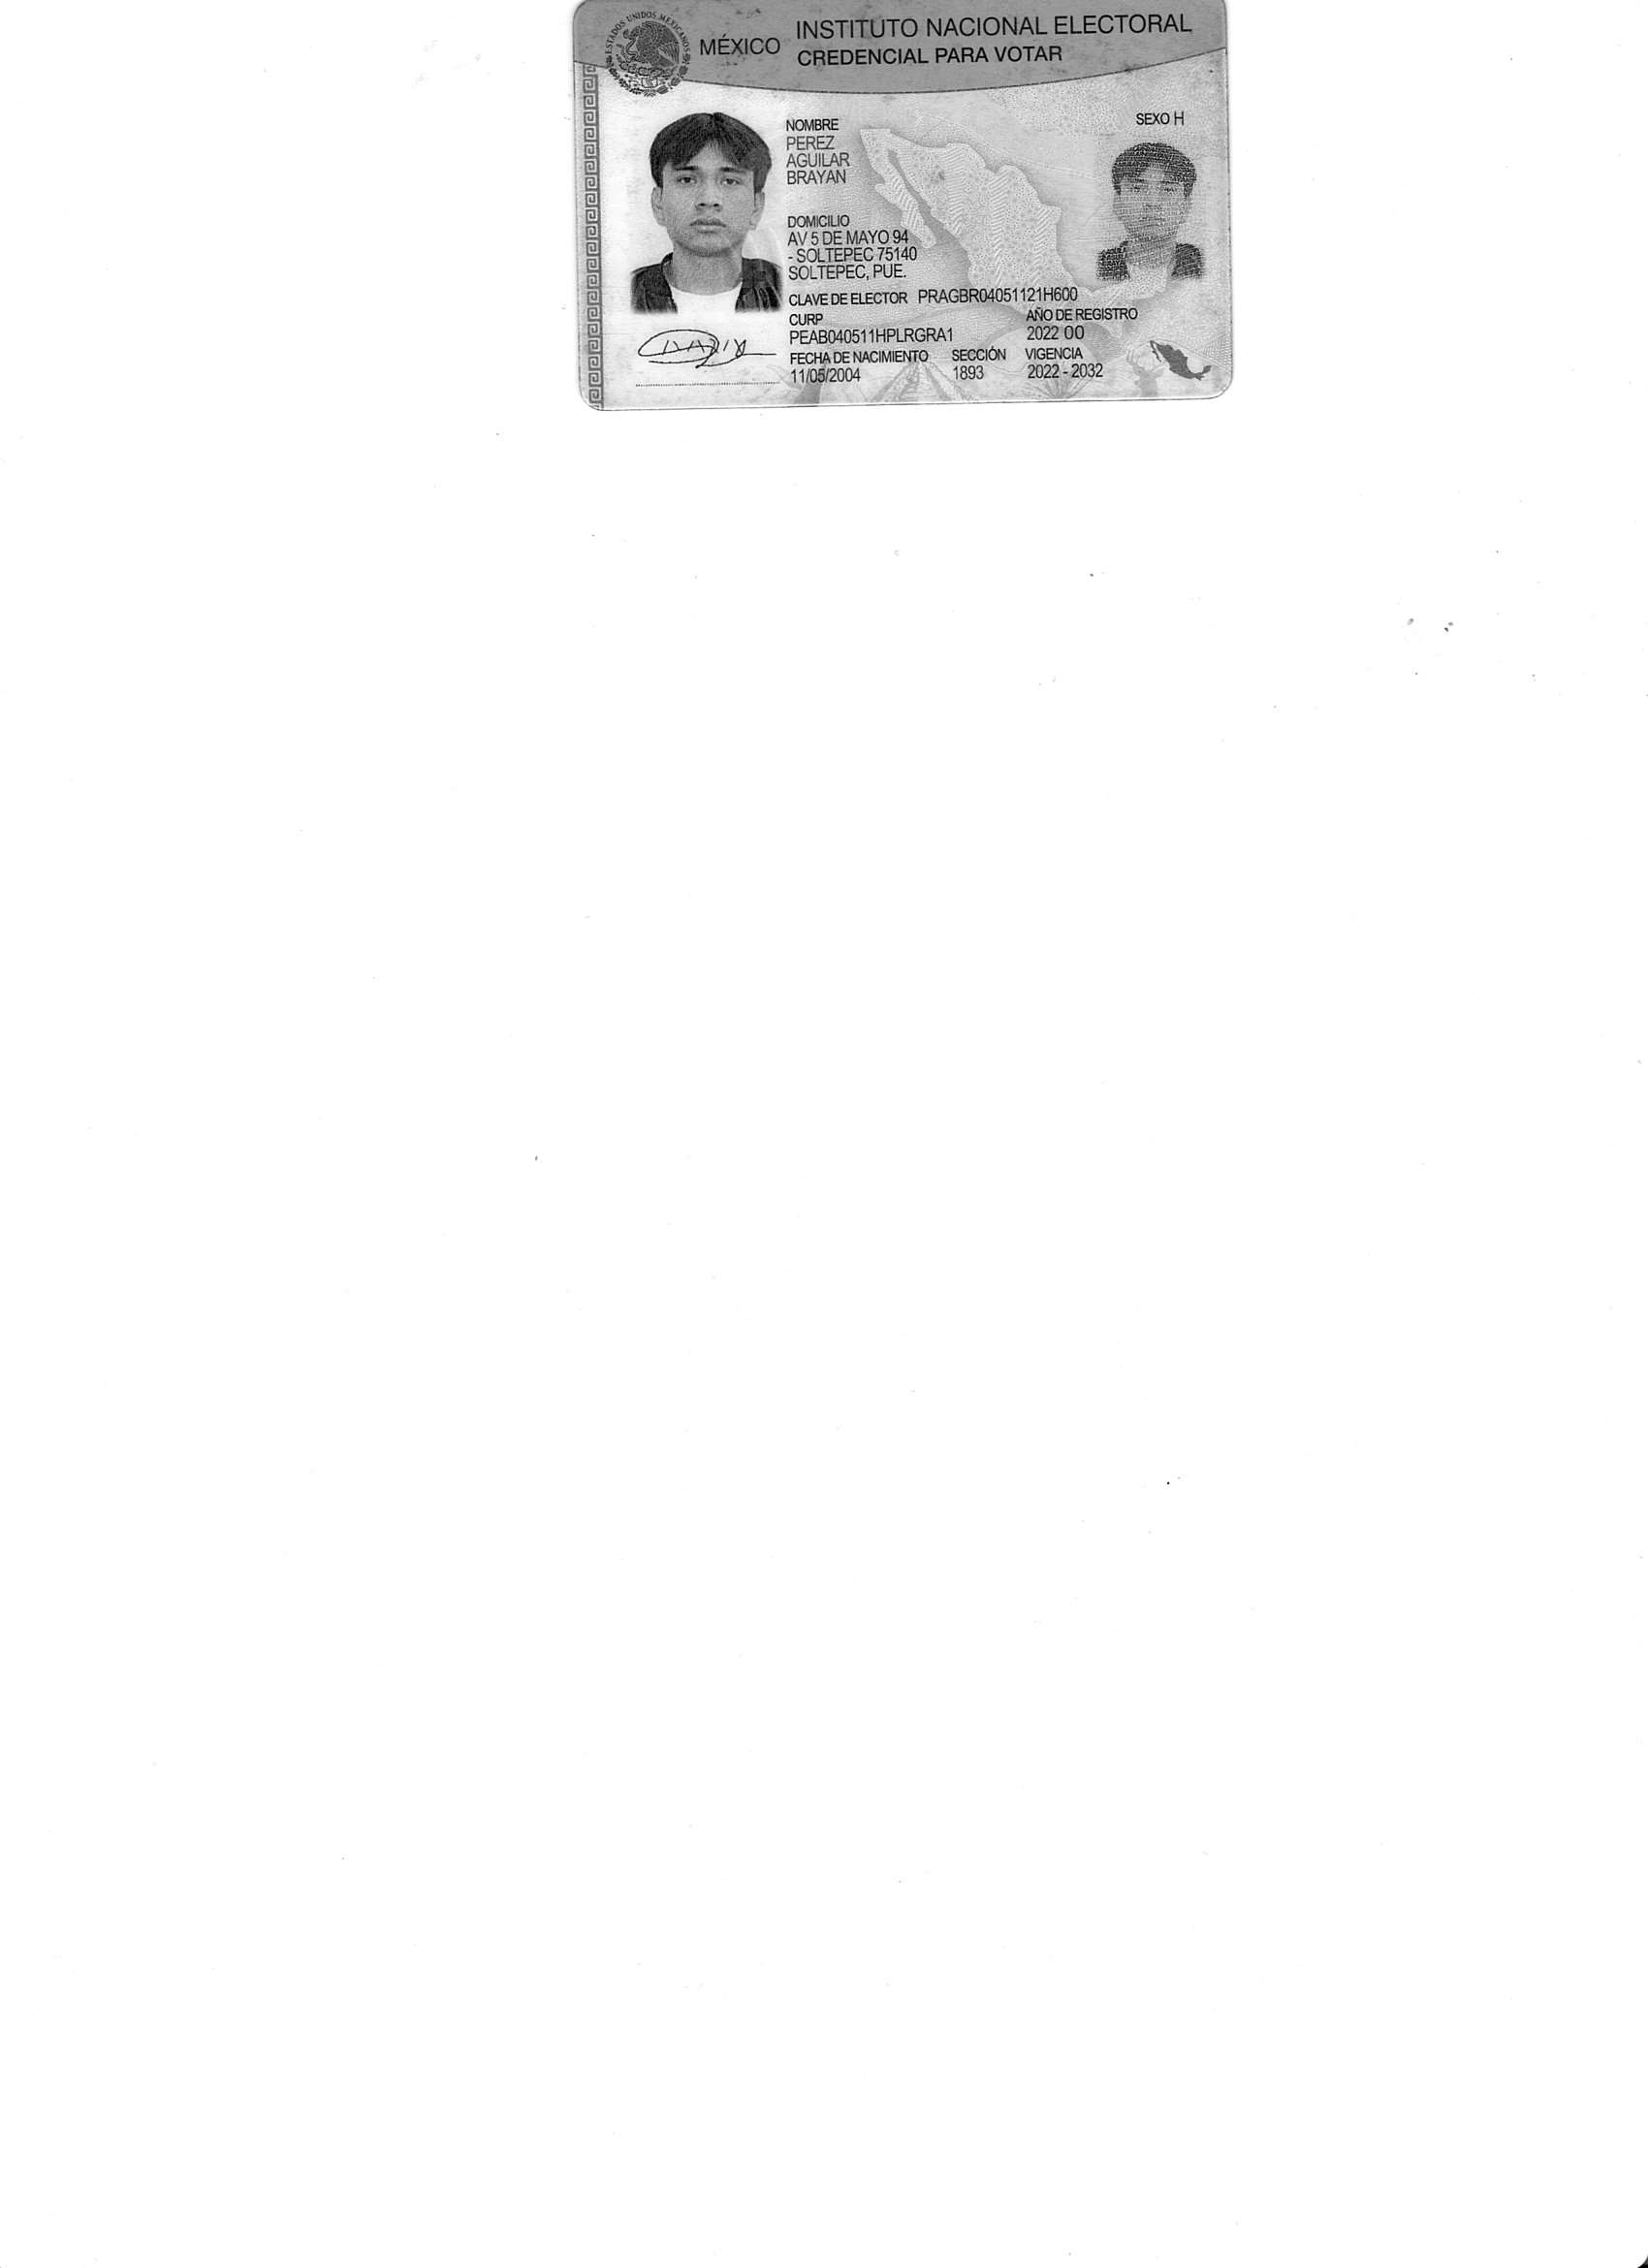 ESTADOS UNIDOS MEXICANOS
MÉXICO
INSTITUTO NACIONAL ELECTORAL
CREDENCIAL PARA VOTAR
NOMBRE
PEREZ
AGUILAR
BRAYAN
SEXO H
DOMICILIO
AV 5 DE MAYO 94
- SOLTEPEC 75140
SOLTEPEC, PUE.
CLAVE DE ELECTOR PRAGBR04051121H600
CURP
PEAB040511HPLRGRA1
AÑO DE REGISTRO
2022 00
FECHA DE NACIMIENTO
11/05/2004
SECCIÓN
1893
VIGENCIA
2022 - 2032